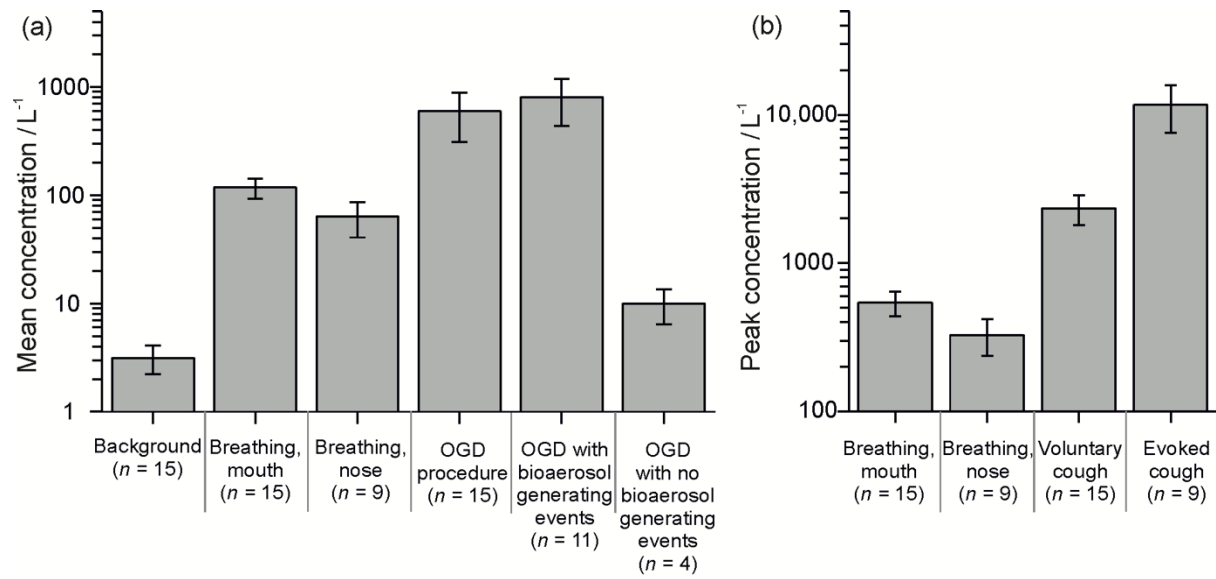 (a)
Mean concentration / L⁻¹
1000
100
10
1
Background
(n = 15)
Breathing,
mouth
(n = 15)
Breathing,
nose
(n = 9)
OGD
procedure
(n = 15)
OGD with
bioaerosol
generating
events
(n = 11)
OGD
with no
bioaerosol
generating
events
(n = 4)
(b)
Peak concentration / L⁻¹
10,000
1000
100
Breathing,
mouth
(n = 15)
Breathing,
nose
(n = 9)
Voluntary
cough
(n = 15)
Evoked
cough
(n = 9)